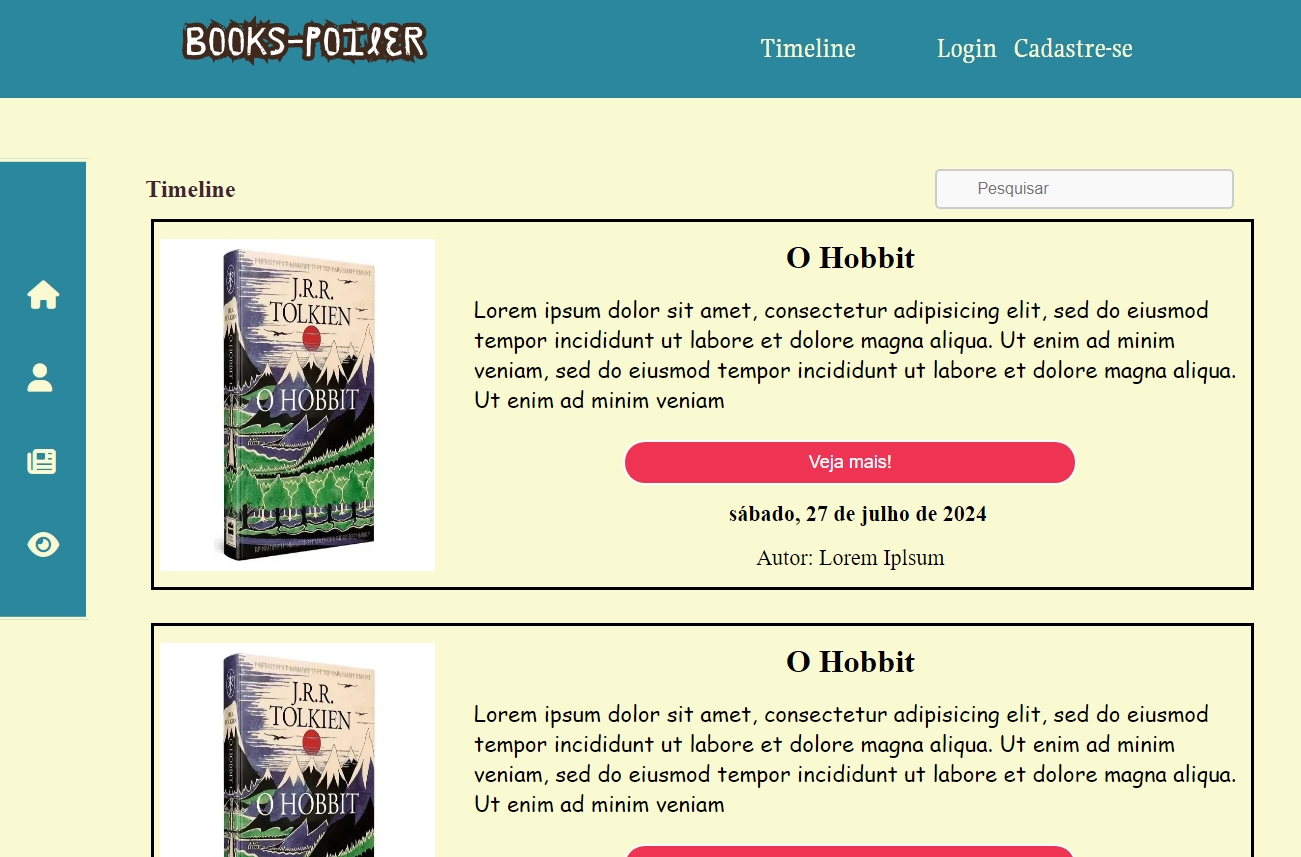 BOOKS-POILER
Timeline
Login
Cadastre-se
Timeline
Pesquisar
J.R.R.
TOLKIEN
O HOBBIT
O Hobbit
Lorem ipsum dolor sit amet, consectetur adipisicing elit, sed do eiusmod
tempor incididunt ut labore et dolore magna aliqua. Ut enim ad minim
veniam, sed do eiusmod tempor incididunt ut labore et dolore magna aliqua.
Ut enim ad minim veniam
Veja mais!
sábado, 27 de julho de 2024
Autor: Lorem Iplsum
J.R.R.
TOLKIEN
O HOBBIT
O Hobbit
Lorem ipsum dolor sit amet, consectetur adipisicing elit, sed do eiusmod
tempor incididunt ut labore et dolore magna aliqua. Ut enim ad minim
veniam, sed do eiusmod tempor incididunt ut labore et dolore magna aliqua.
Ut enim ad minim veniam